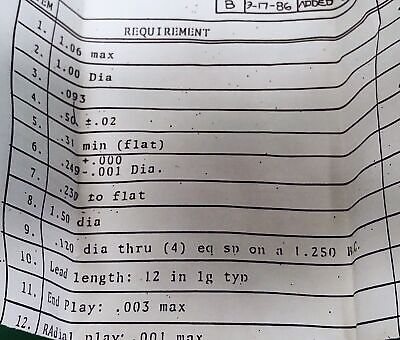 B 2-17-86 ADDED
REQUIREMENT
1. 1.06 max
2. 1.00 Dia
3. .093
4. .50 ±.02
5. .31 min (flat)
6. .249 +.000 -.001 Dia.
7. .230 to flat
8. 1.50 dia
9. .120 dia thru (4) eq sp on a 1.250 B.C.
10. Lead length: 12 in lg typ
11. End Play: .003 max
12. RAdial play: .001 max